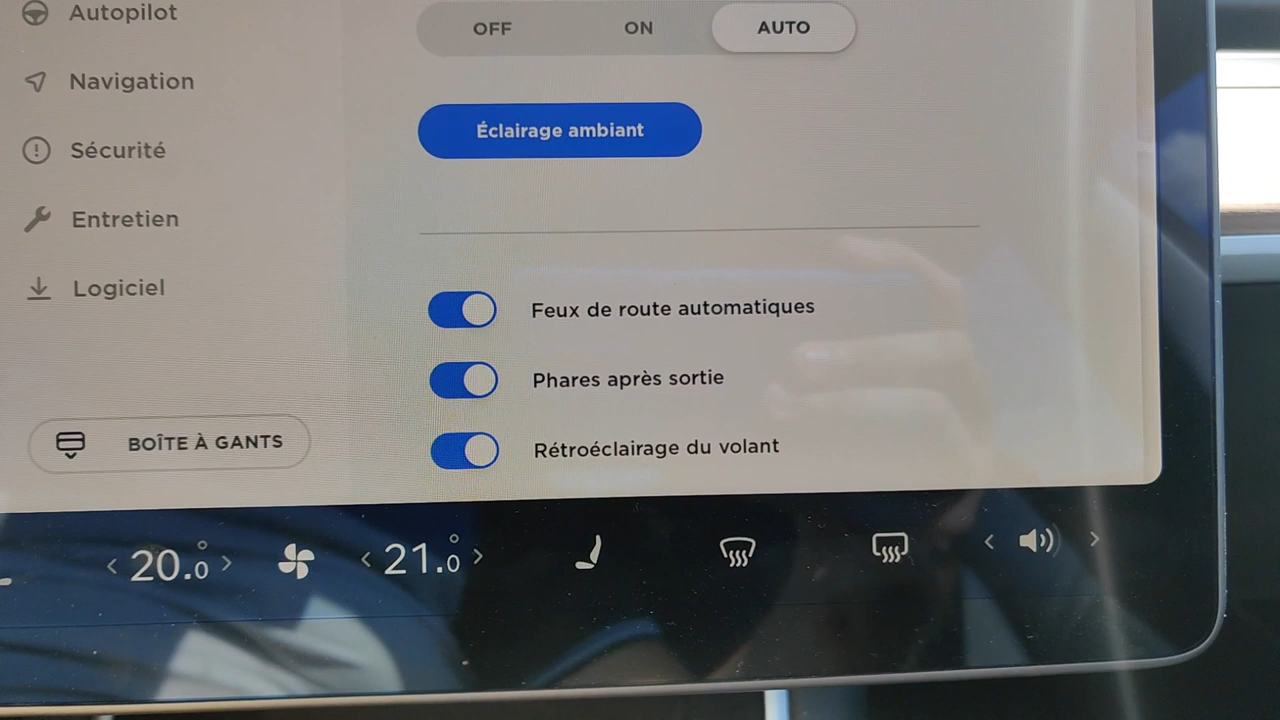 Autopilot
Navigation
Sécurité
Entretien
Logiciel
BOÎTE À GANTS
OFF ON AUTO
Éclairage ambiant
Feux de route automatiques
Phares après sortie
Rétroéclairage du volant
< 20.0° > < 21.0° > < >